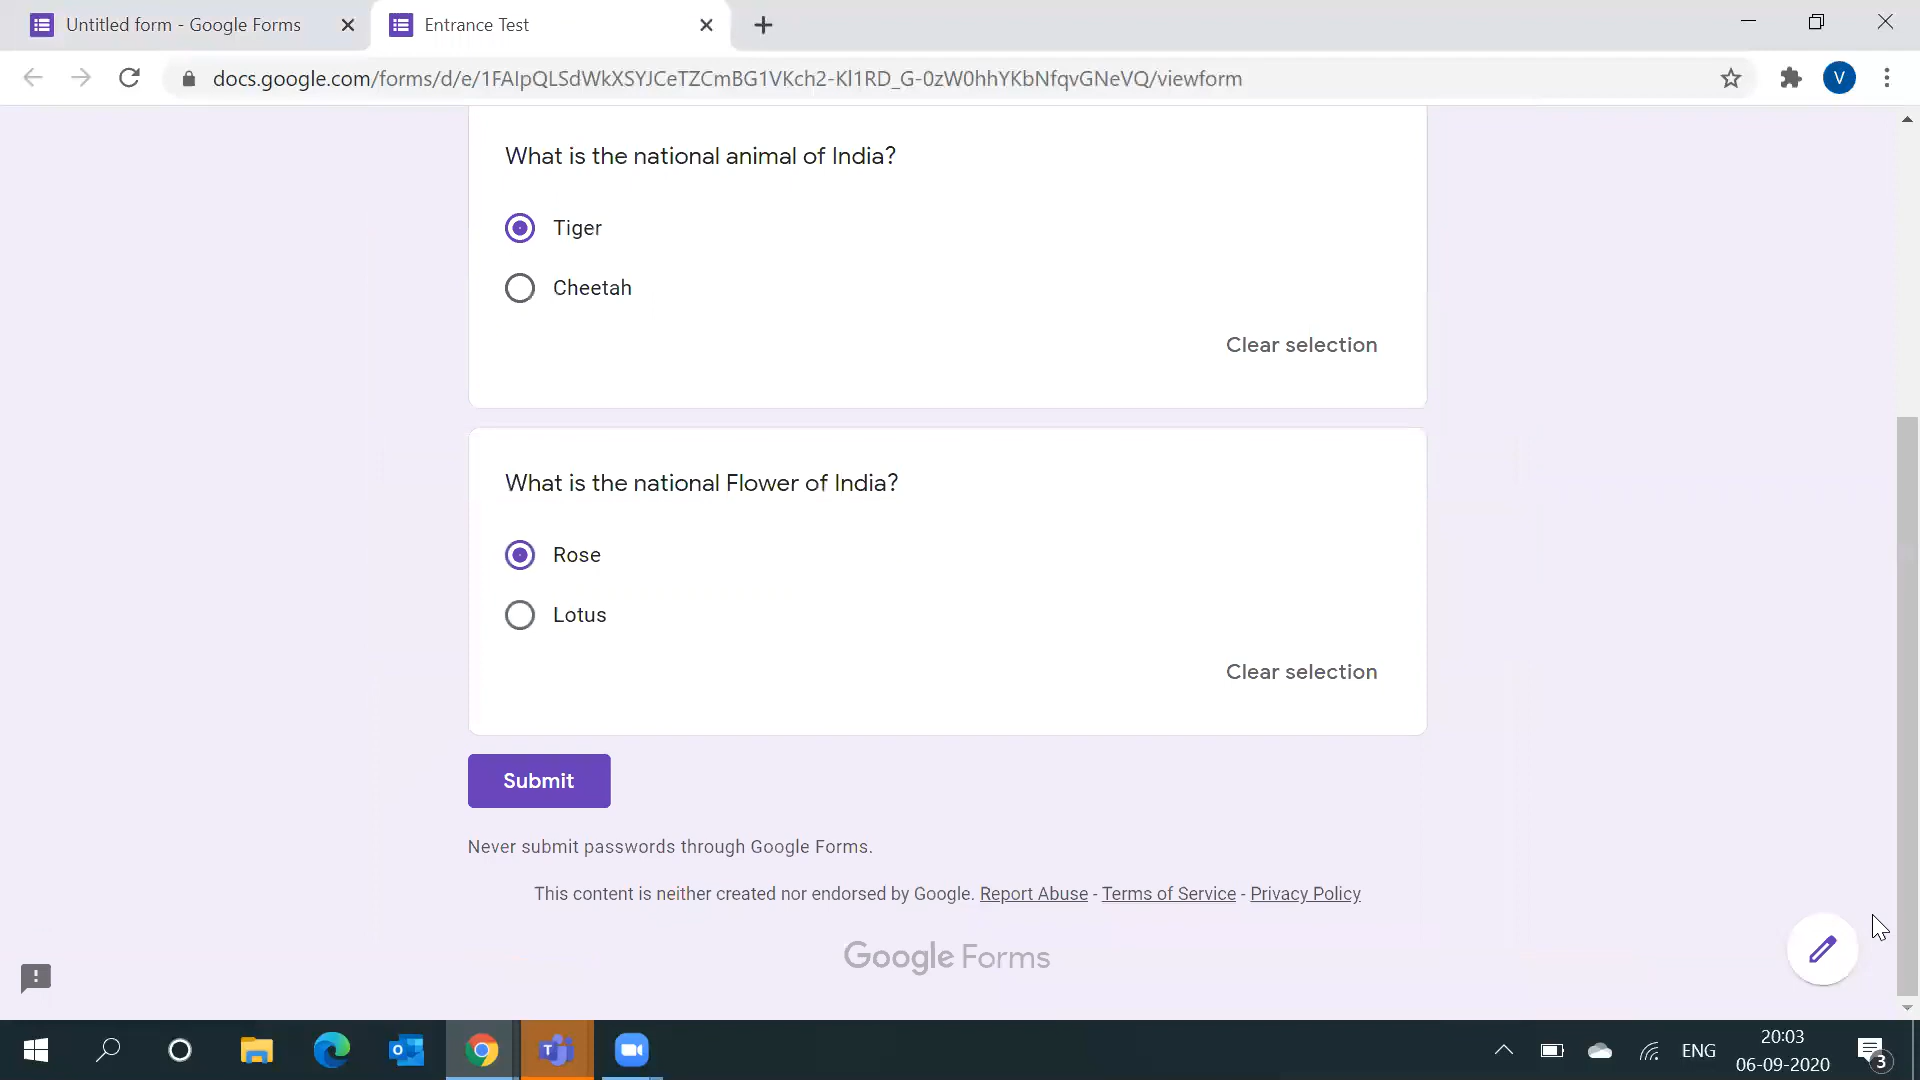 Untitled form - Google Forms
Entrance Test
docs.google.com/forms/d/e/1FAIpQLSdWkXSYJCeTZCmBG1VKch2-Kl1RD_G-0zW0hhYKbNfqvGNeVQ/viewform
V
What is the national animal of India?
Tiger
Cheetah
Clear selection
What is the national Flower of India?
Rose
Lotus
Clear selection
Submit
Never submit passwords through Google Forms.
This content is neither created nor endorsed by Google. Report Abuse - Terms of Service - Privacy Policy
Google Forms
ENG
20:03
06-09-2020
3